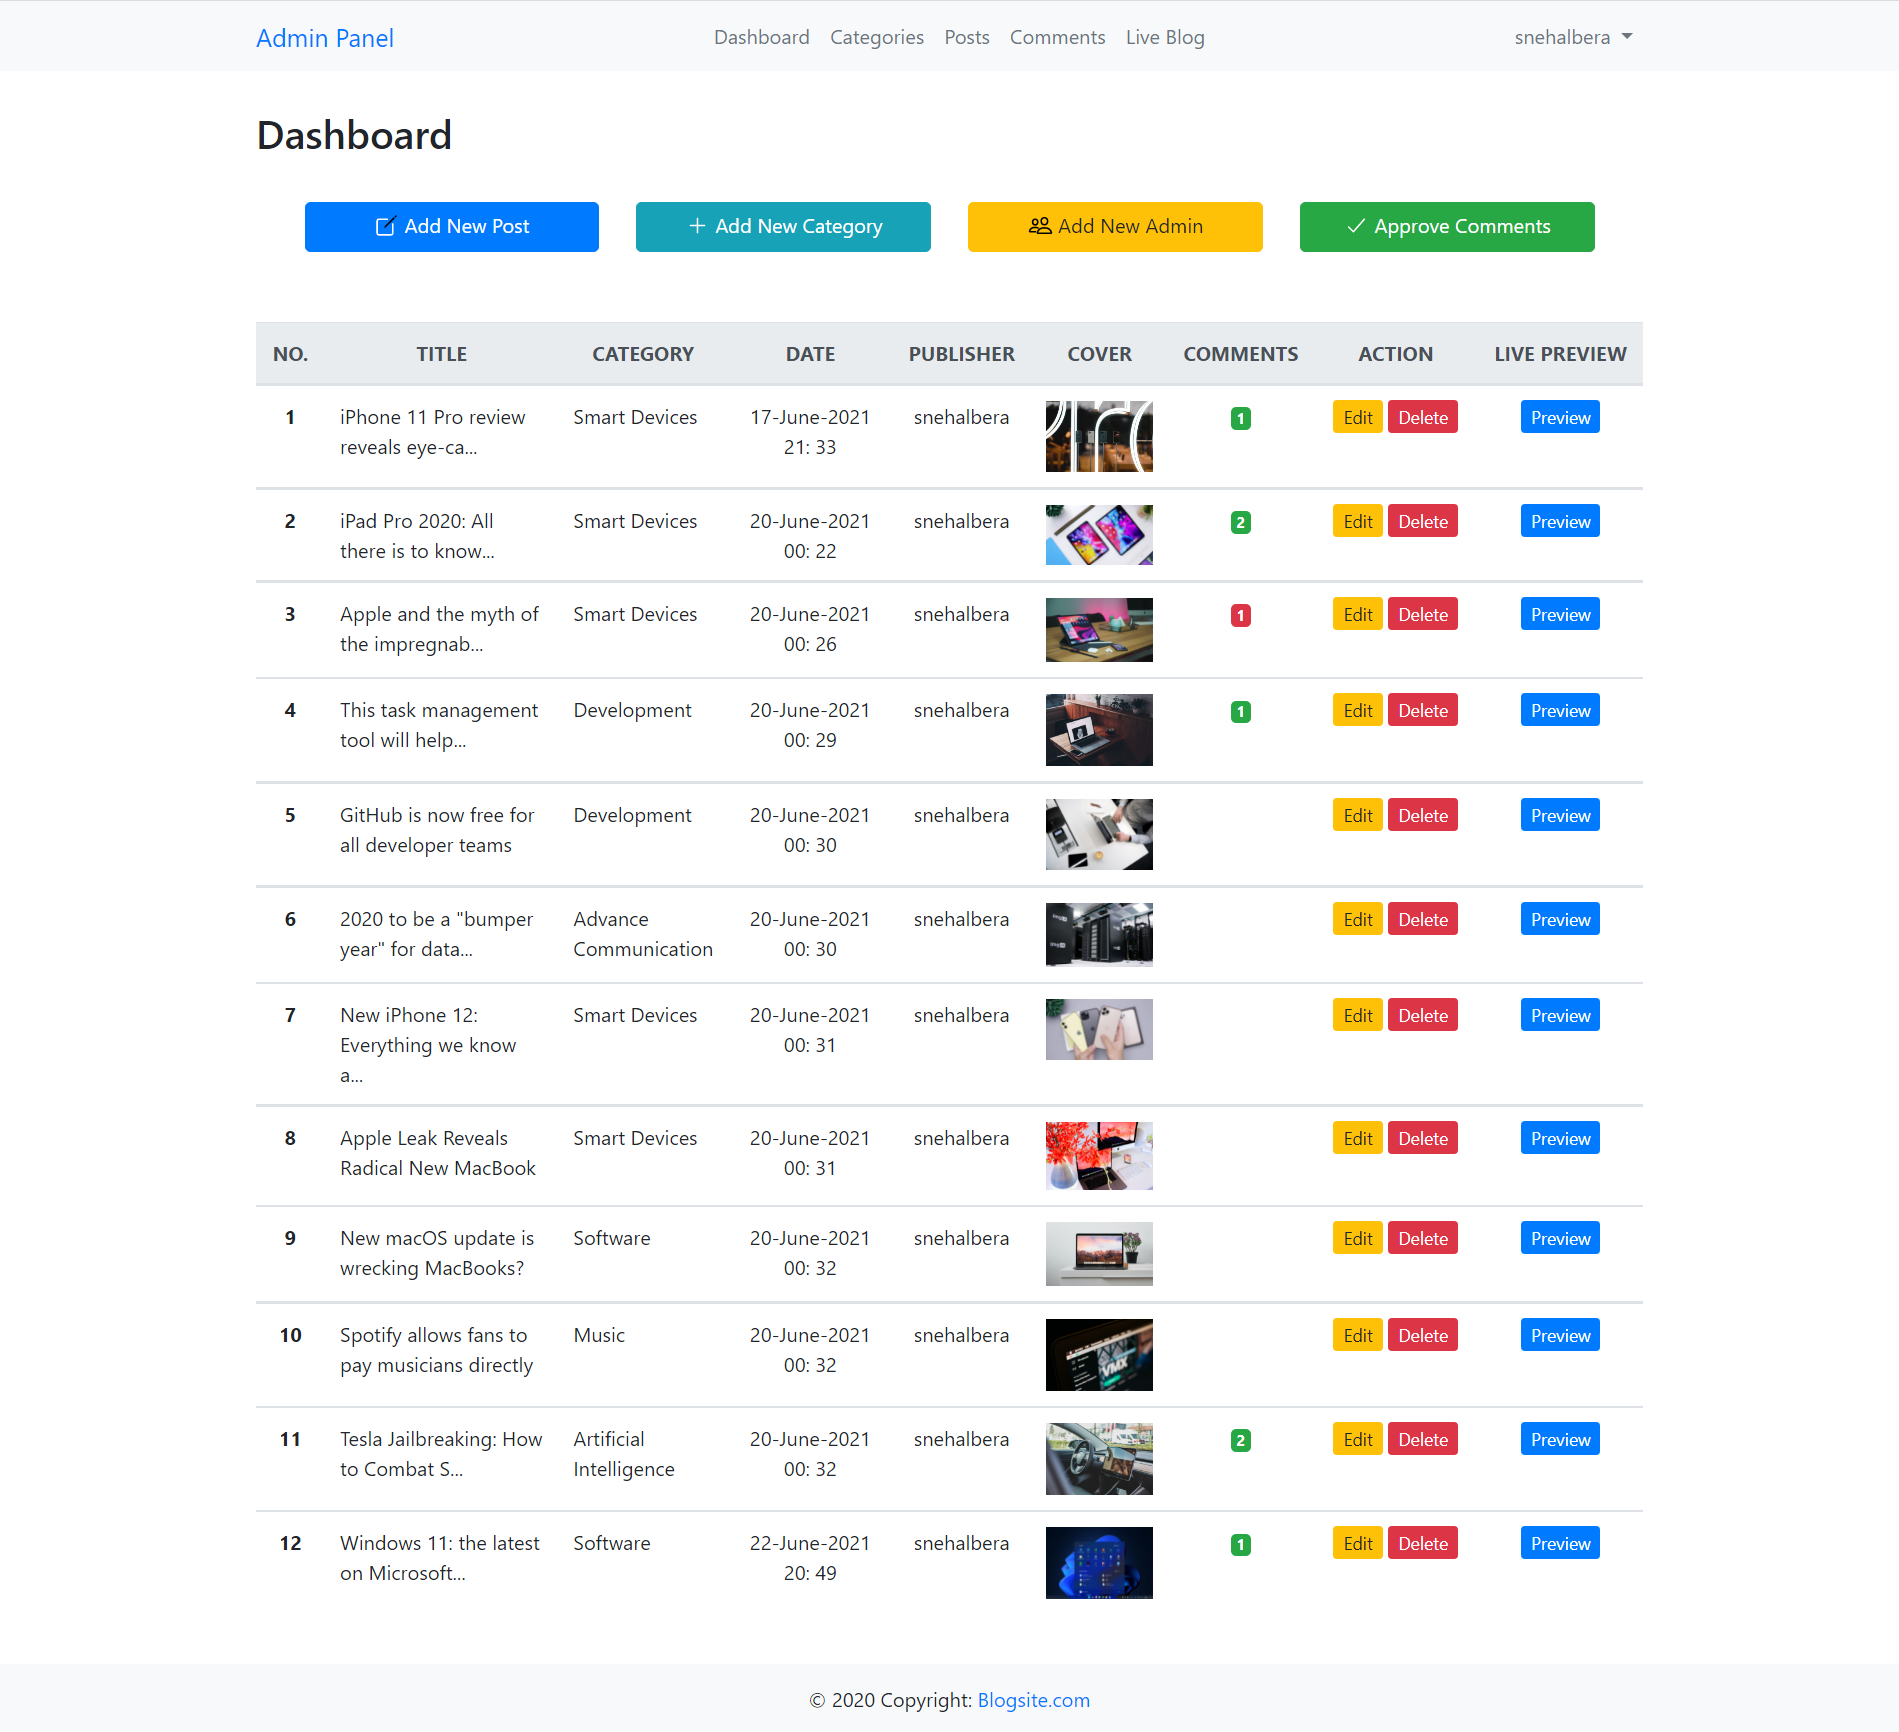 Admin Panel Dashboard Categories Posts Comments Live Blog snehalbera
Dashboard
Add New Post Add New Category Add New Admin Approve Comments
NO. TITLE CATEGORY DATE PUBLISHER COVER COMMENTS ACTION LIVE PREVIEW
1 iPhone 11 Pro review Smart Devices 17-June-2021 snehalbera 1 Edit Delete Preview
reveals eye-ca... 21: 33
2 iPad Pro 2020: All Smart Devices 20-June-2021 snehalbera 2 Edit Delete Preview
there is to know... 00: 22
3 Apple and the myth of Smart Devices 20-June-2021 snehalbera 1 Edit Delete Preview
the impregnab... 00: 26
4 This task management Development 20-June-2021 snehalbera 1 Edit Delete Preview
tool will help... 00: 29
5 GitHub is now free for Development 20-June-2021 snehalbera Edit Delete Preview
all developer teams 00: 30
6 2020 to be a "bumper Advance 20-June-2021 snehalbera Edit Delete Preview
year" for data... Communication 00: 30
7 New iPhone 12: Smart Devices 20-June-2021 snehalbera Edit Delete Preview
Everything we know 00: 31
a...
8 Apple Leak Reveals Smart Devices 20-June-2021 snehalbera Edit Delete Preview
Radical New MacBook 00: 31
9 New macOS update is Software 20-June-2021 snehalbera Edit Delete Preview
wrecking MacBooks? 00: 32
10 Spotify allows fans to Music 20-June-2021 snehalbera Edit Delete Preview
pay musicians directly 00: 32
11 Tesla Jailbreaking: How Artificial 20-June-2021 snehalbera 2 Edit Delete Preview
to Combat S... Intelligence 00: 32
12 Windows 11: the latest Software 22-June-2021 snehalbera 1 Edit Delete Preview
on Microsoft... 20: 49
© 2020 Copyright: Blogsite.com